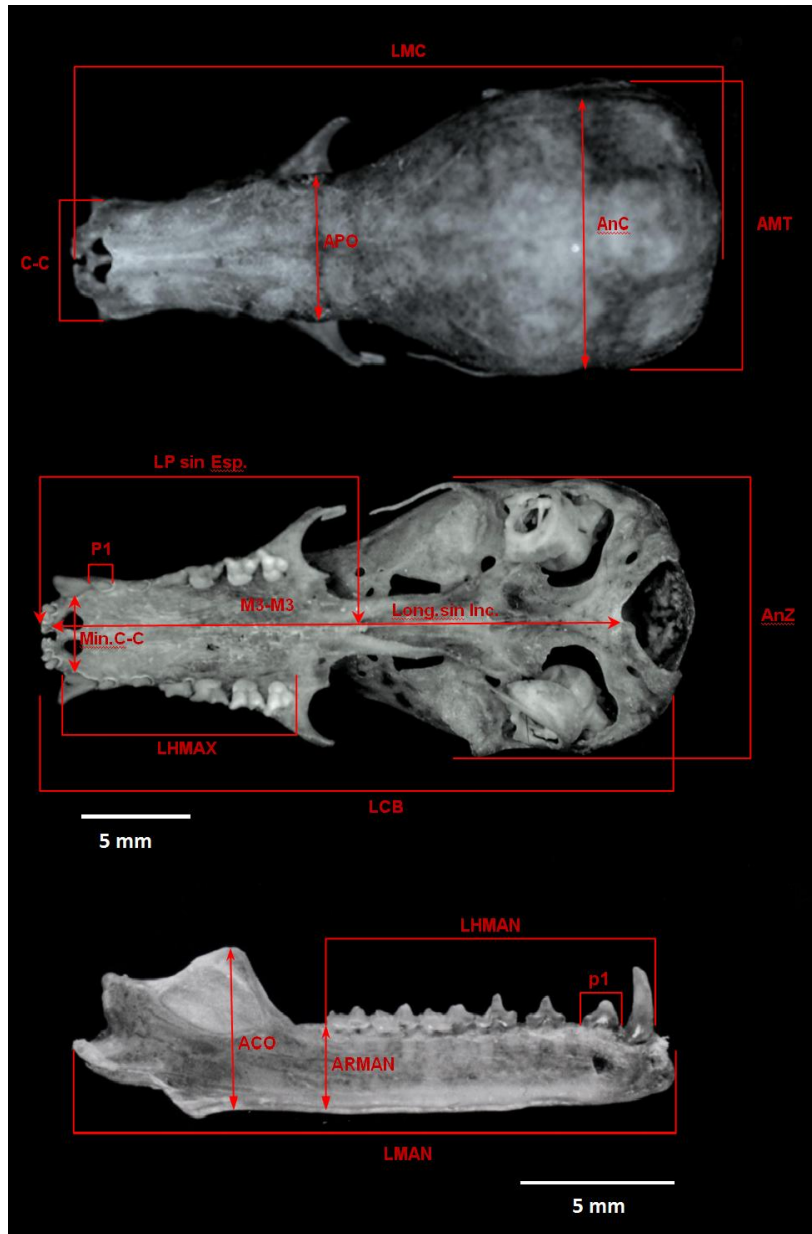 LMC
C-C
APO
AnC
AMT
LP sin Esp.
P1
M3-M3
Long.sin Inc.
Min.C-C
AnZ
LHMAX
LCB
5 mm
LHMAN
p1
ACO
ARMAN
LMAN
5 mm